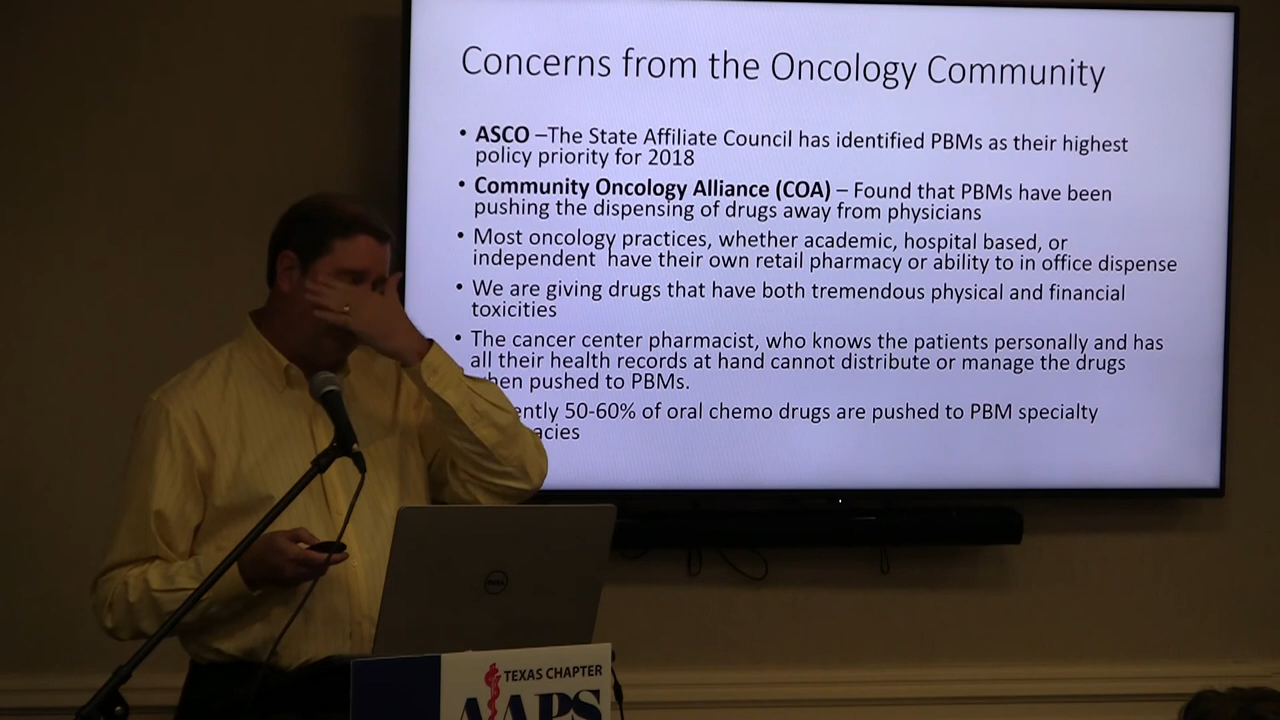 Concerns from the Oncology Community
• ASCO –The State Affiliate Council has identified PBMs as their highest
policy priority for 2018
• Community Oncology Alliance (COA) – Found that PBMs have been
pushing the dispensing of drugs away from physicians
• Most oncology practices, whether academic, hospital based, or
independent have their own retail pharmacy or ability to in office dispense
• We are giving drugs that have both tremendous physical and financial
toxicities
• The cancer center pharmacist, who knows the patients personally and has
all their health records at hand cannot distribute or manage the drugs
hen pushed to PBMs.
ently 50-60% of oral chemo drugs are pushed to PBM specialty
acies
DELL
TEXAS CHAPTER
AAPS